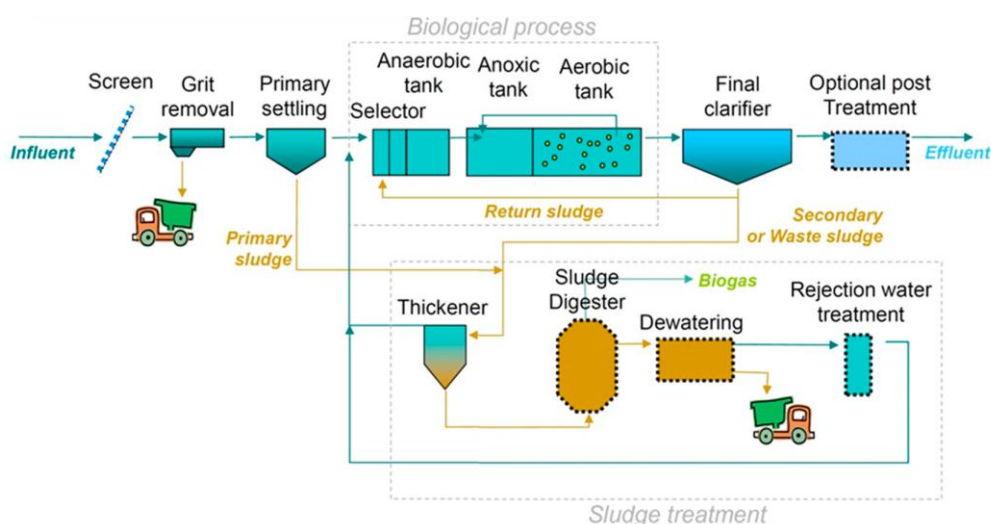 Biological process
Screen
Grit
removal
Primary
settling
Selector
Anaerobic
tank
Anoxic
tank
Aerobic
tank
Final
clarifier
Optional post
Treatment
Influent
Effluent
Return sludge
Primary
sludge
Secondary
or Waste sludge
Thickener
Sludge
Digester
Biogas
Dewatering
Rejection water
treatment
Sludge treatment